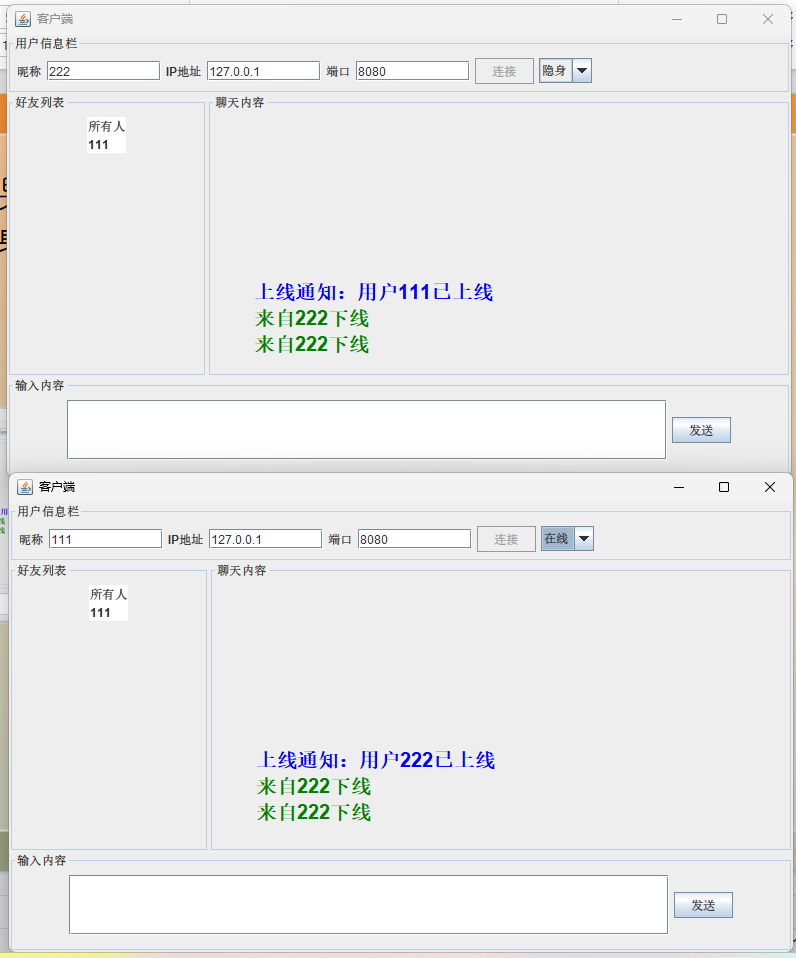 客户端
用户信息栏
昵称 222 IP地址 127.0.0.1 端口 8080 连接 隐身
好友列表 聊天内容
所有人
111
上线通知：用户111已上线
来自222下线
来自222下线
输入内容
发送
客户端
用户信息栏
昵称 111 IP地址 127.0.0.1 端口 8080 连接 在线
好友列表 聊天内容
所有人
111
上线通知：用户222已上线
来自222下线
来自222下线
输入内容
发送